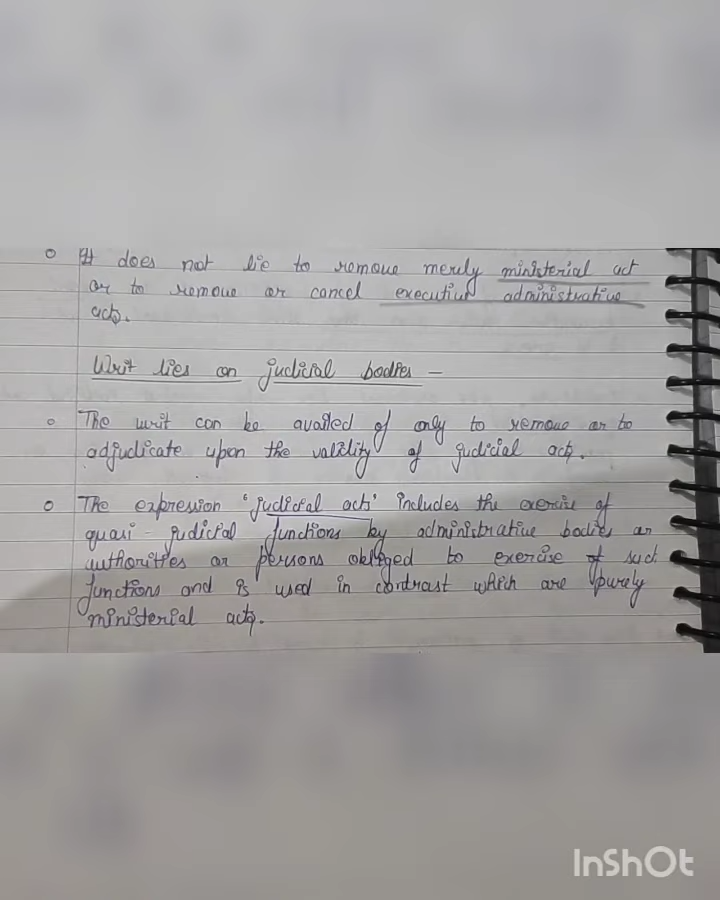 It does not lie to remove merely ministerial act
or to remove or cancel executive administrative
acts.
Writ lies on judicial bodies -
The writ can be availed of only to remove or to
adjudicate upon the validity of judicial acts.
The expression 'judicial acts' includes the exercise of
quasi-judicial functions by administrative bodies or
authorities or persons obliged to exercise of such
functions and is used in contrast which are purely
ministerial acts.
InShOt